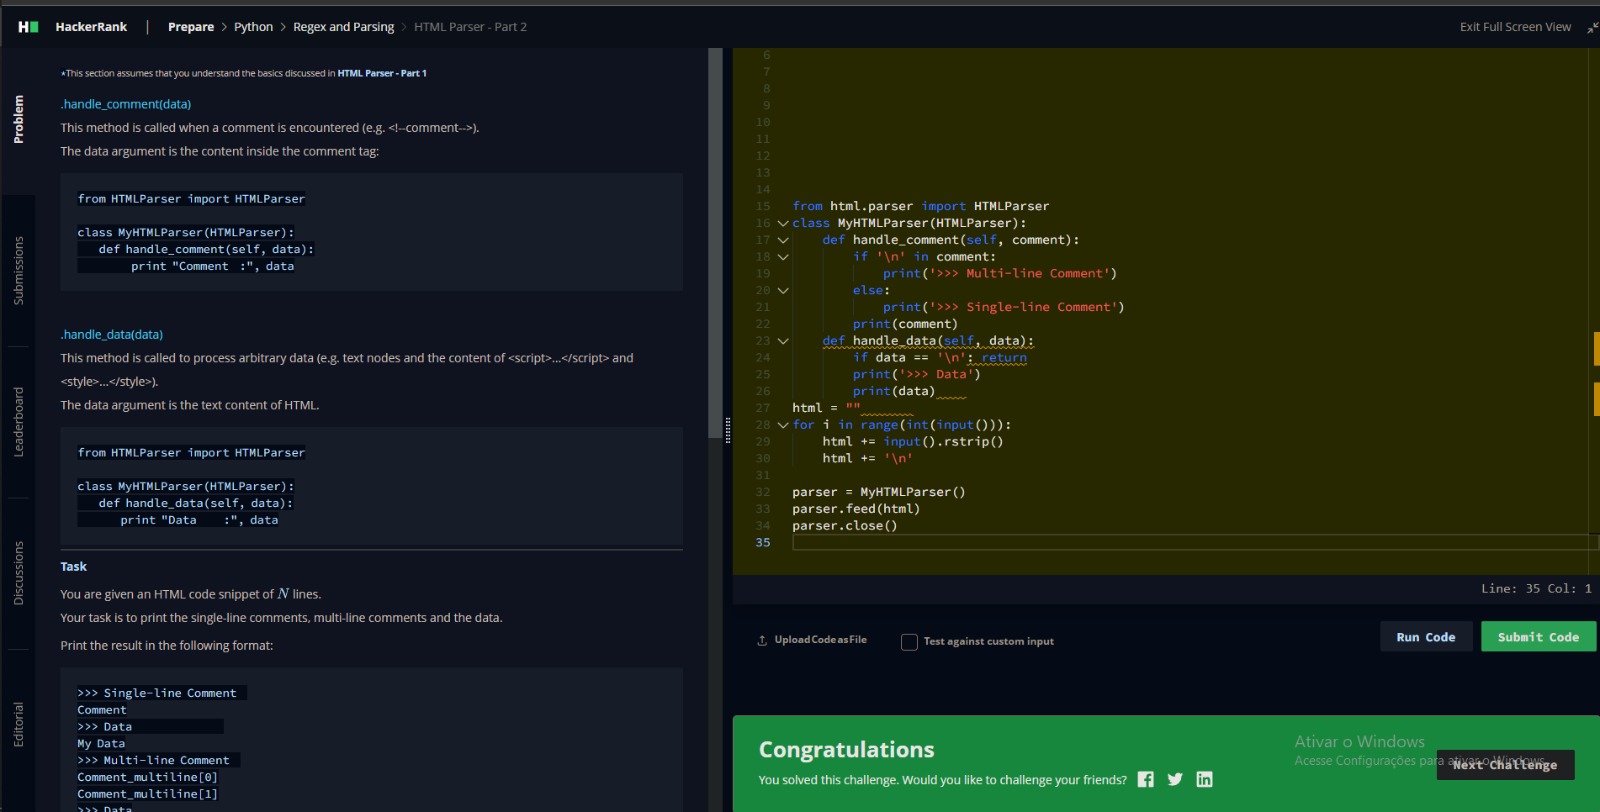 HackerRank | Prepare > Python > Regex and Parsing > HTML Parser - Part 2
Exit Full Screen View
Problem
Submissions
Leaderboard
Discussions
Editorial
*This section assumes that you understand the basics discussed in HTML Parser - Part 1
.handle_comment(data)
This method is called when a comment is encountered (e.g. <!--comment-->).
The data argument is the content inside the comment tag:
from HTMLParser import HTMLParser
class MyHTMLParser(HTMLParser):
def handle_comment(self, data):
print "Comment  :", data
.handle_data(data)
This method is called to process arbitrary data (e.g. text nodes and the content of <script>...</script> and
<style>...</style>).
The data argument is the text content of HTML.
from HTMLParser import HTMLParser
class MyHTMLParser(HTMLParser):
def handle_data(self, data):
print "Data    :", data
Task
You are given an HTML code snippet of N lines.
Your task is to print the single-line comments, multi-line comments and the data.
Print the result in the following format:
>>> Single-line Comment
Comment
>>> Data
My Data
>>> Multi-line Comment
Comment_multiline[0]
Comment_multiline[1]
>>> Data
6
7
8
9
10
11
12
13
14
15 from html.parser import HTMLParser
16 class MyHTMLParser(HTMLParser):
17 def handle_comment(self, comment):
18 if '\n' in comment:
19 print('>>> Multi-line Comment')
20 else:
21 print('>>> Single-line Comment')
22 print(comment)
23 def handle_data(self, data):
24 if data == '\n': return
25 print('>>> Data')
26 print(data)
27 html = ""
28 for i in range(int(input())):
29 html += input().rstrip()
30 html += '\n'
31
32 parser = MyHTMLParser()
33 parser.feed(html)
34 parser.close()
35
Line: 35 Col: 1
Upload Code as File
Test against custom input
Run Code
Submit Code
Congratulations
You solved this challenge. Would you like to challenge your friends?
Next Challenge
Ativar o Windows
Acesse Configurações para ativar o Windows.